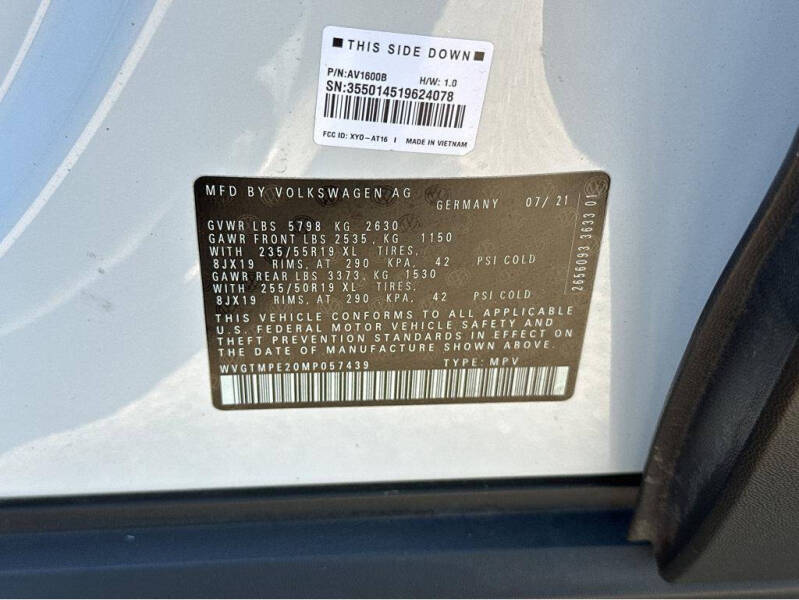 THIS SIDE DOWN
P/N:AV1600B H/W: 1.0
SN:355014519624078
FCC ID: XYO-AT16 I MADE IN VIETNAM
MFD BY VOLKSWAGEN AG
GERMANY 07/ 21
GVWR LBS 5798 KG 2630
GAWR FRONT LBS 2535, KG 1150
WITH 235/55R19 XL TIRES,
8JX19 RIMS, AT 290 KPA, 42 PSI COLD
GAWR REAR LBS 3373, KG 1530
WITH 255/50R19 XL TIRES,
8JX19 RIMS, AT 290 KPA, 42 PSI COLD
THIS VEHICLE CONFORMS TO ALL APPLICABLE
U.S. FEDERAL MOTOR VEHICLE SAFETY AND
THEFT PREVENTION STANDARDS IN EFFECT ON
THE DATE OF MANUFACTURE SHOWN ABOVE.
WVGTMPE20MP057439 TYPE: MPV
2656093 3633 01